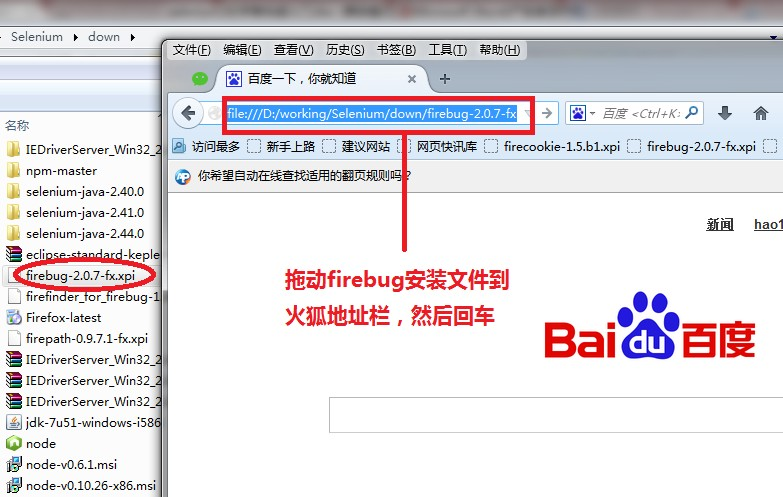 Selenium
down
文件(F) 编辑(E) 查看(V) 历史(S) 书签(B) 工具(T) 帮助(H)
百度一下，你就知道
file:///D:/working/Selenium/down/firebug-2.0.7-fx
百度 <Ctrl+K>
访问最多 新手上路 建议网站 网页快讯库 firecookie-1.5.b1.xpi firebug-2.0.7-fx.xpi
你希望自动在线查找适用的翻页规则吗？
新闻 hao1
名称
IEDriverServer_Win32_2
npm-master
selenium-java-2.40.0
selenium-java-2.41.0
selenium-java-2.44.0
eclipse-standard-keple
firebug-2.0.7-fx.xpi
firefinder_for_firebug-1
Firefox-latest
firepath-0.9.7.1-fx.xpi
IEDriverServer_Win32_2
IEDriverServer_Win32_2
IEDriverServer_Win32_2
jdk-7u51-windows-i586
node
node-v0.6.1.msi
node-v0.10.26-x86.msi
拖动firebug安装文件到
火狐地址栏，然后回车
Bai du 百度